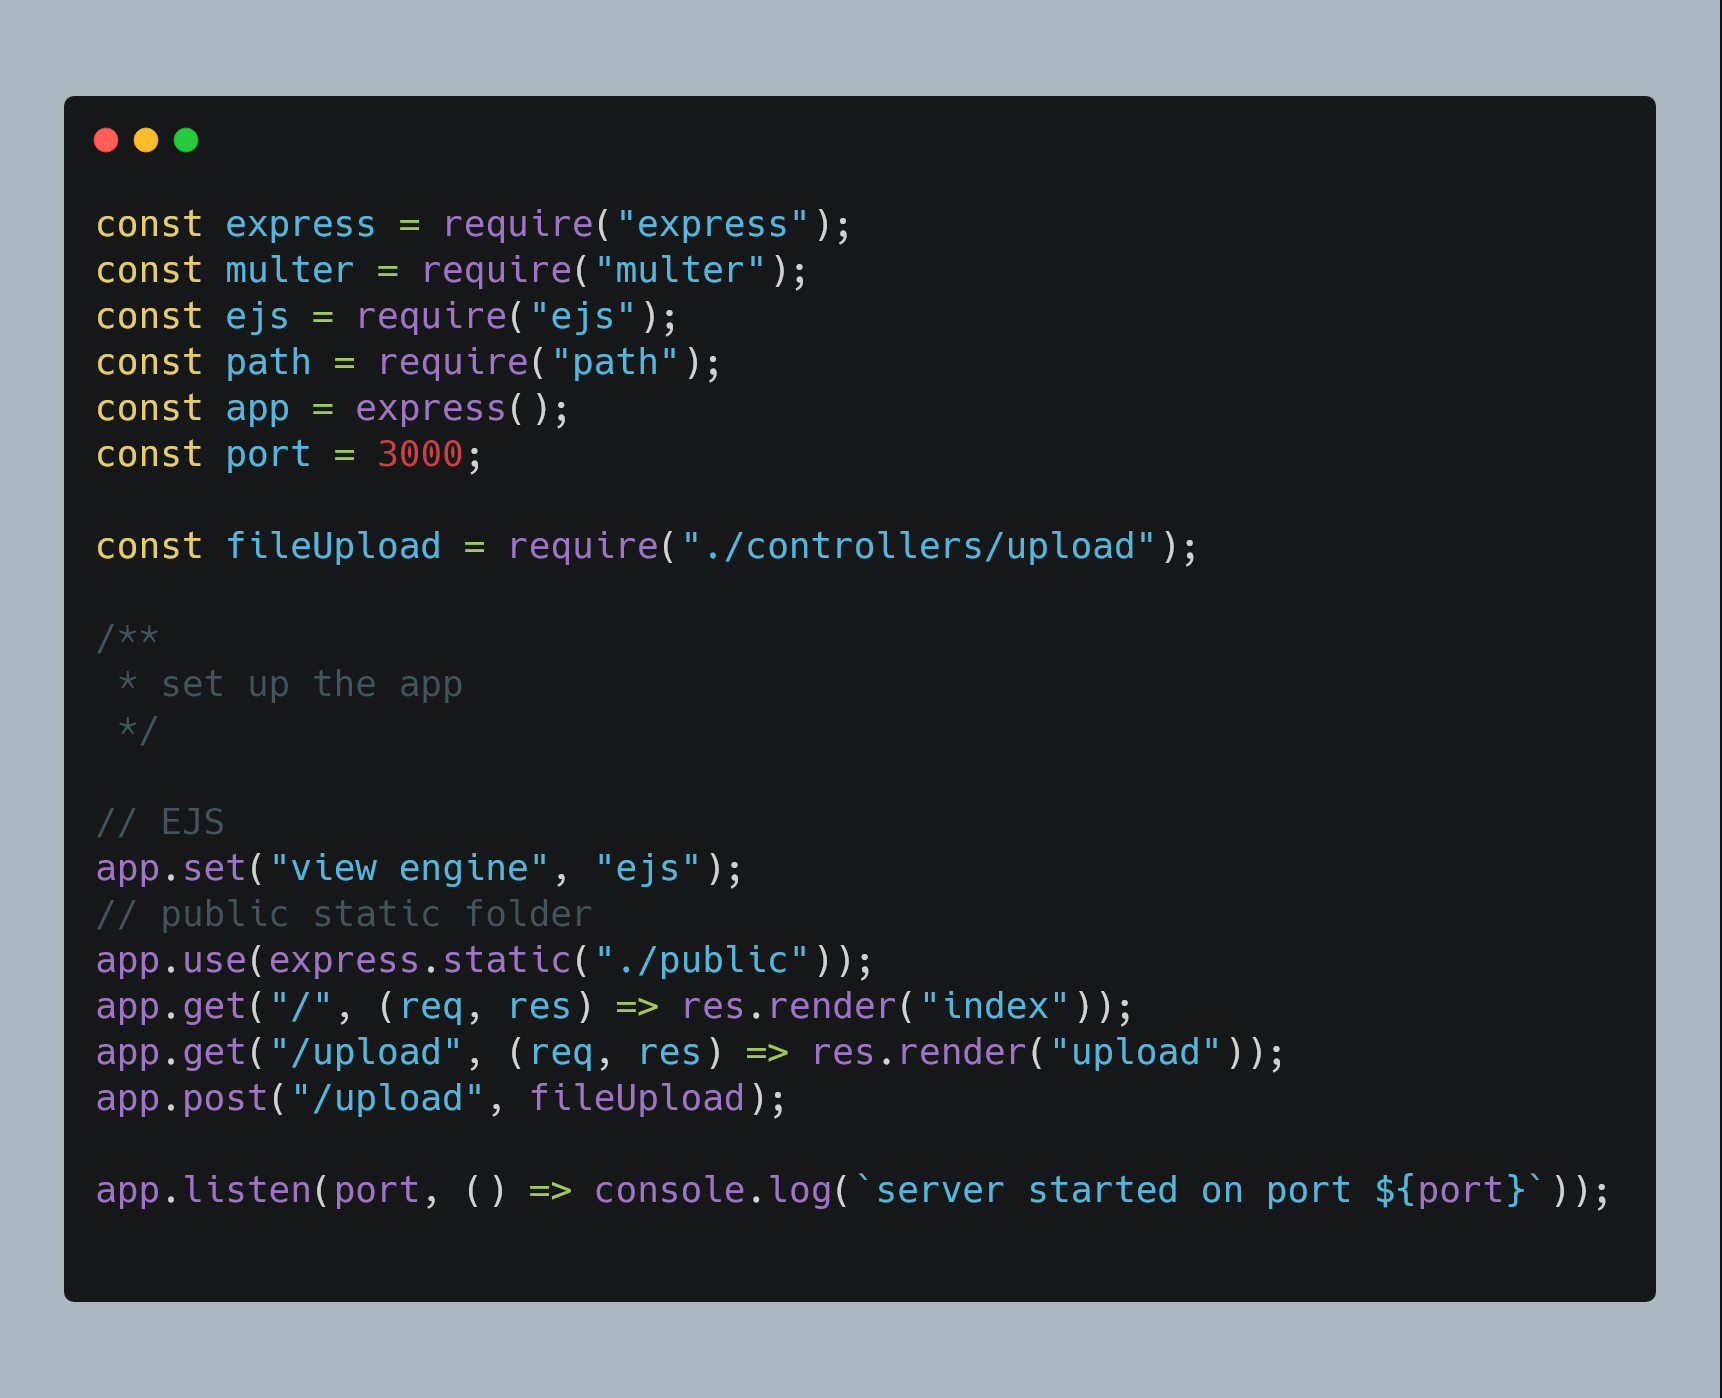 const express = require("express");
const multer = require("multer");
const ejs = require("ejs");
const path = require("path");
const app = express();
const port = 3000;

const fileUpload = require("./controllers/upload");

/**
 * set up the app
 */

// EJS
app.set("view engine", "ejs");
// public static folder
app.use(express.static("./public"));
app.get("/", (req, res) => res.render("index"));
app.get("/upload", (req, res) => res.render("upload"));
app.post("/upload", fileUpload);

app.listen(port, () => console.log(`server started on port ${port}`));